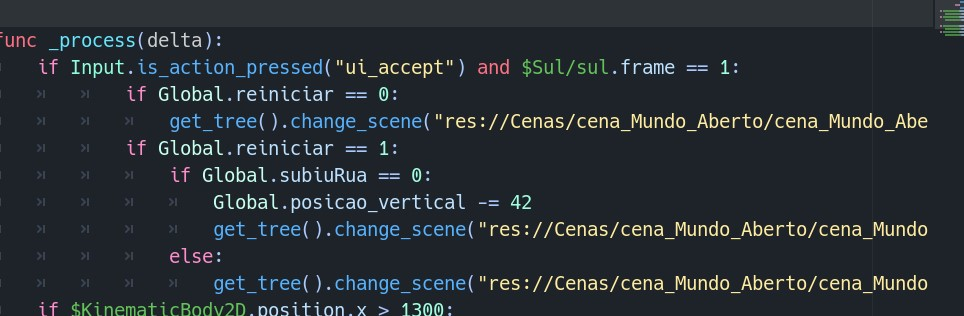 func _process(delta):
if Input.is_action_pressed("ui_accept") and $Sul/sul.frame == 1:
if Global.reiniciar == 0:
get_tree().change_scene("res://Cenas/cena_Mundo_Aberto/cena_Mundo_Abe
if Global.reiniciar == 1:
if Global.subiuRua == 0:
Global.posicao_vertical -= 42
get_tree().change_scene("res://Cenas/cena_Mundo_Aberto/cena_Mundo
else:
get_tree().change_scene("res://Cenas/cena_Mundo_Aberto/cena_Mundo
if $KinematicBody2D.position.x > 1300: